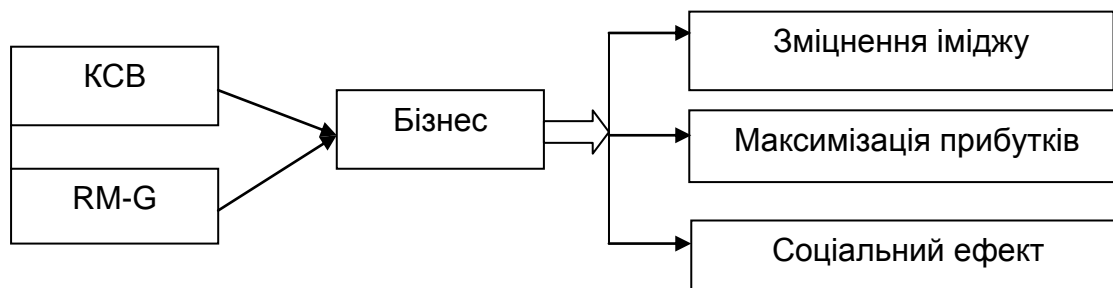 КСВ
RM-G
Бізнес
Зміцнення іміджу
Максимізація прибутків
Соціальний ефект